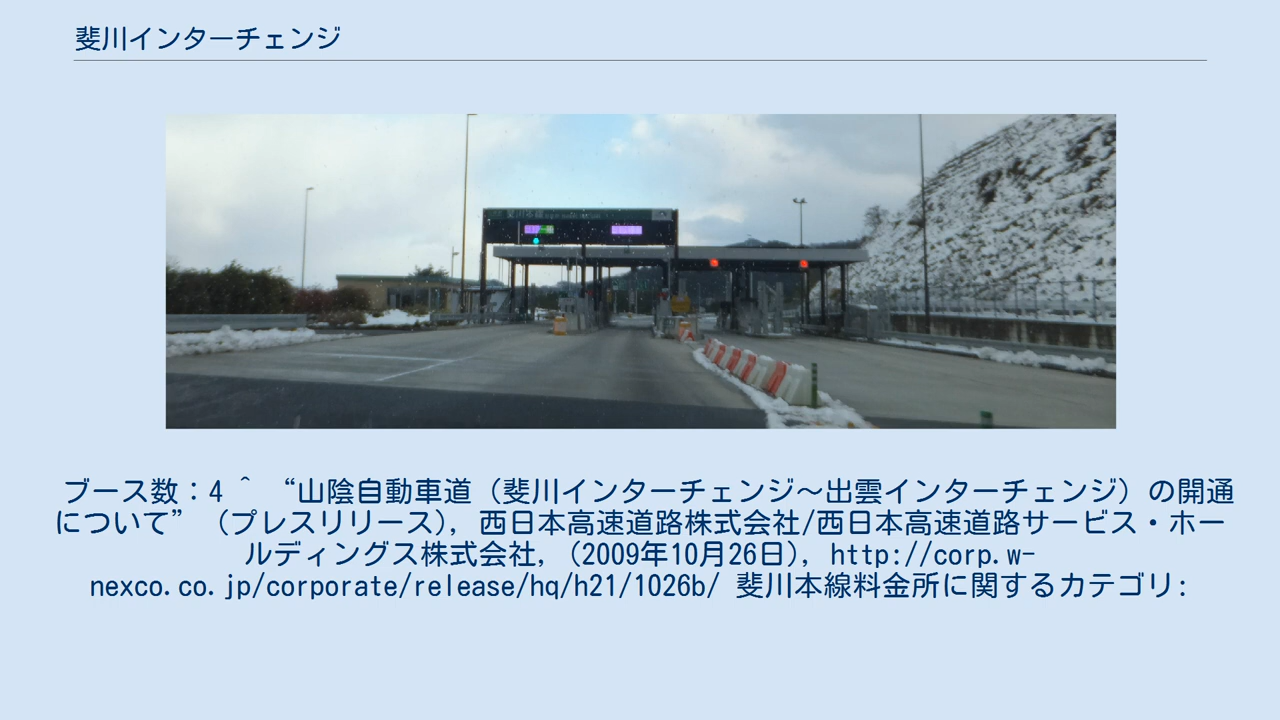 斐川インターチェンジ
斐川本線
ブース数：4 ^ “山陰自動車道（斐川インターチェンジ～出雲インターチェンジ）の開通
について”（プレスリリース), 西日本高速道路株式会社/西日本高速道路サービス・ホー
ルディングス株式会社, (2009年10月26日), http://corp.w-
nexco.co.jp/corporate/release/hq/h21/1026b/ 斐川本線料金所に関するカテゴリ: